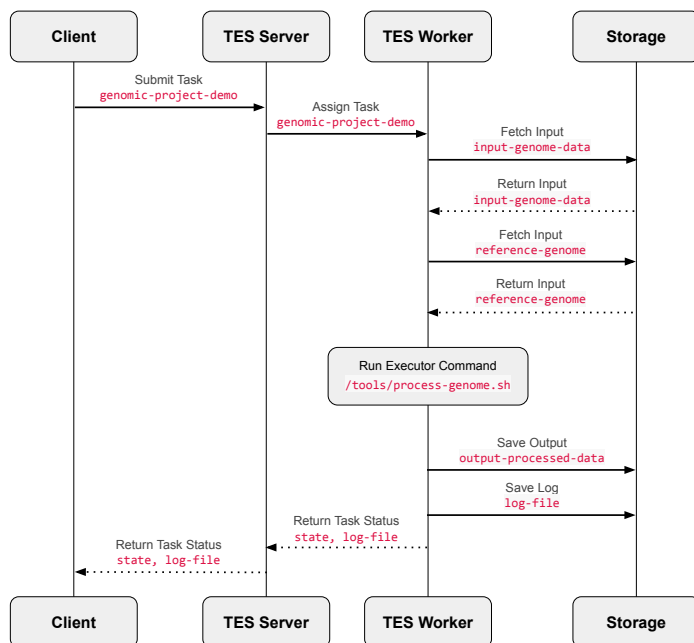 Client
TES Server
TES Worker
Storage
Submit Task
genomic-project-demo
Assign Task
genomic-project-demo
Fetch Input
input-genome-data
Return Input
input-genome-data
Fetch Input
reference-genome
Return Input
reference-genome
Run Executor Command
/tools/process-genome.sh
Save Output
output-processed-data
Save Log
log-file
Return Task Status
state, log-file
Return Task Status
state, log-file
Client
TES Server
TES Worker
Storage